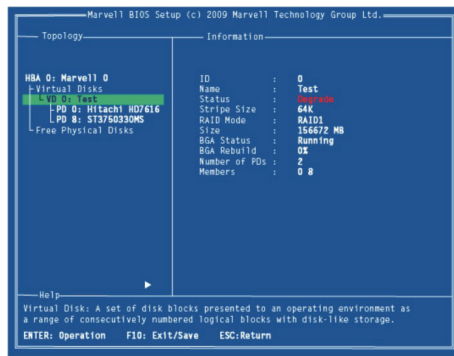 Marvell BIOS Setup (c) 2009 Marvell Technology Group Ltd.
Topology
Information
HBA 0: Marvell 0
Virtual Disks
VD 0: Test
PD 0: Hitachi HD7616
PD 8: ST3750330MS
Free Physical Disks
ID : 0
Name : Test
Status : Degrade
Stripe Size : 64K
RAID Mode : RAID1
Size : 156672 MB
BGA Status : Running
BGA Rebuild : 0%
Number of PDs : 2
Members : 0 8
Help
Virtual Disk: A set of disk blocks presented to an operating environment as
a range of consecutively numbered logical blocks with disk-like storage.
ENTER: Operation F10: Exit/Save ESC:Return